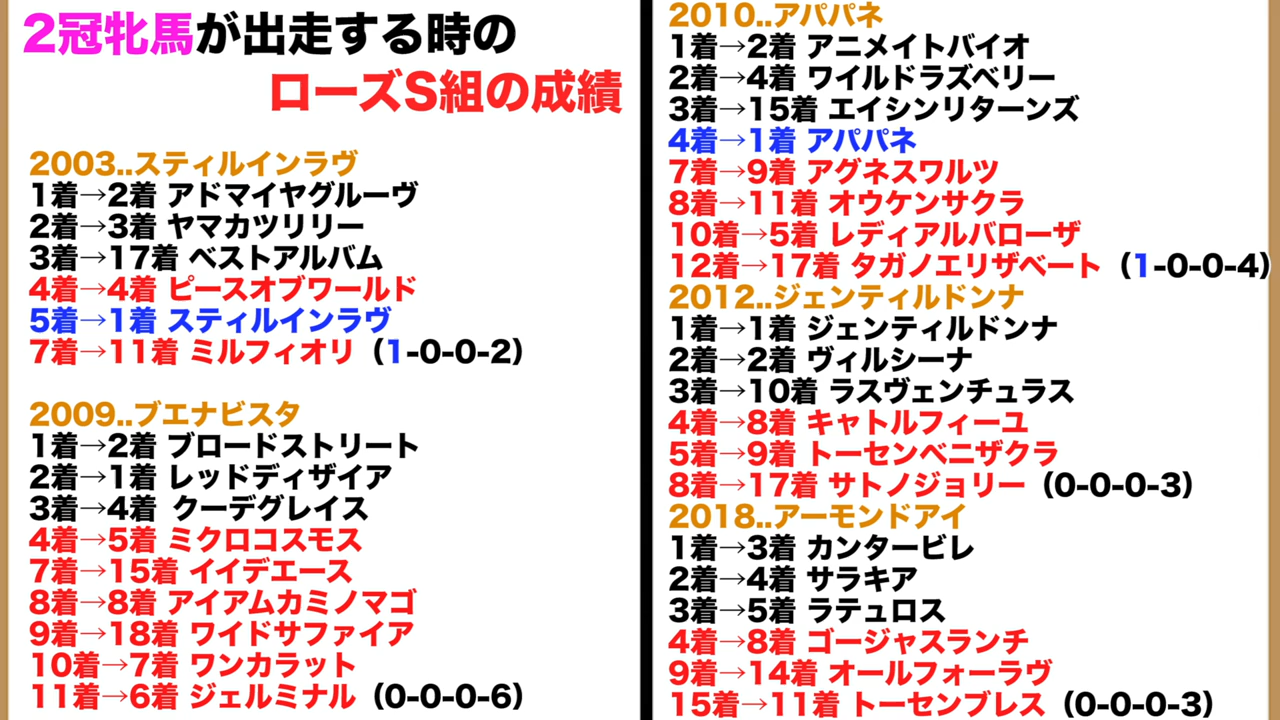 2冠牝馬が出走する時の
ローズS組の成績
2003..スティルインラヴ
1着→2着 アドマイヤグルーヴ
2着→3着 ヤマカツリリー
3着→17着 ベストアルバム
4着→4着 ピースオブワールド
5着→1着 スティルインラヴ
7着→11着 ミルフィオリ（1-0-0-2）
2009..ブエナビスタ
1着→2着 ブロードストリート
2着→1着 レッドディザイア
3着→4着 クーデグレイス
4着→5着 ミクロコスモス
7着→15着 イイデエース
8着→8着 アイアムカミノマゴ
9着→18着 ワイドサファイア
10着→7着 ワンカラット
11着→6着 ジェルミナル（0-0-0-6）
2010..アパパネ
1着→2着 アニメイトバイオ
2着→4着 ワイルドラズベリー
3着→15着 エイシンリターンズ
4着→1着 アパパネ
7着→9着 アグネスワルツ
8着→11着 オウケンサクラ
10着→5着 レディアルバローザ
12着→17着 タガノエリザベート（1-0-0-4）
2012..ジェンティルドンナ
1着→1着 ジェンティルドンナ
2着→2着 ヴィルシーナ
3着→10着 ラスヴェンチュラス
4着→8着 キャトルフィーユ
5着→9着 トーセンベニザクラ
8着→17着 サトノジョリー（0-0-0-3）
2018..アーモンドアイ
1着→3着 カンタービレ
2着→4着 サラキア
3着→5着 ラテュロス
4着→8着 ゴージャスランチ
9着→14着 オールフォーラヴ
15着→11着 トーセンブレス（0-0-0-3）